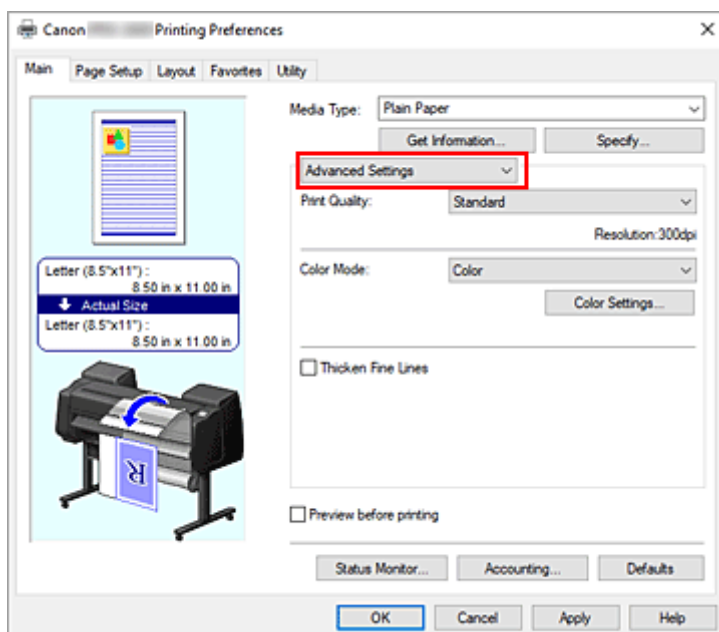 Canon Printing Preferences
Main Page Setup Layout Favorites Utility
Media Type: Plain Paper
Get Information... Specify...
Advanced Settings
Print Quality: Standard
Resolution:300dpi
Color Mode: Color
Color Settings...
Thicken Fine Lines
Letter (8.5"x11") :
8.50 in x 11.00 in
Actual Size
Letter (8.5"x11") :
8.50 in x 11.00 in
R
Preview before printing
Status Monitor... Accounting... Defaults
OK Cancel Apply Help